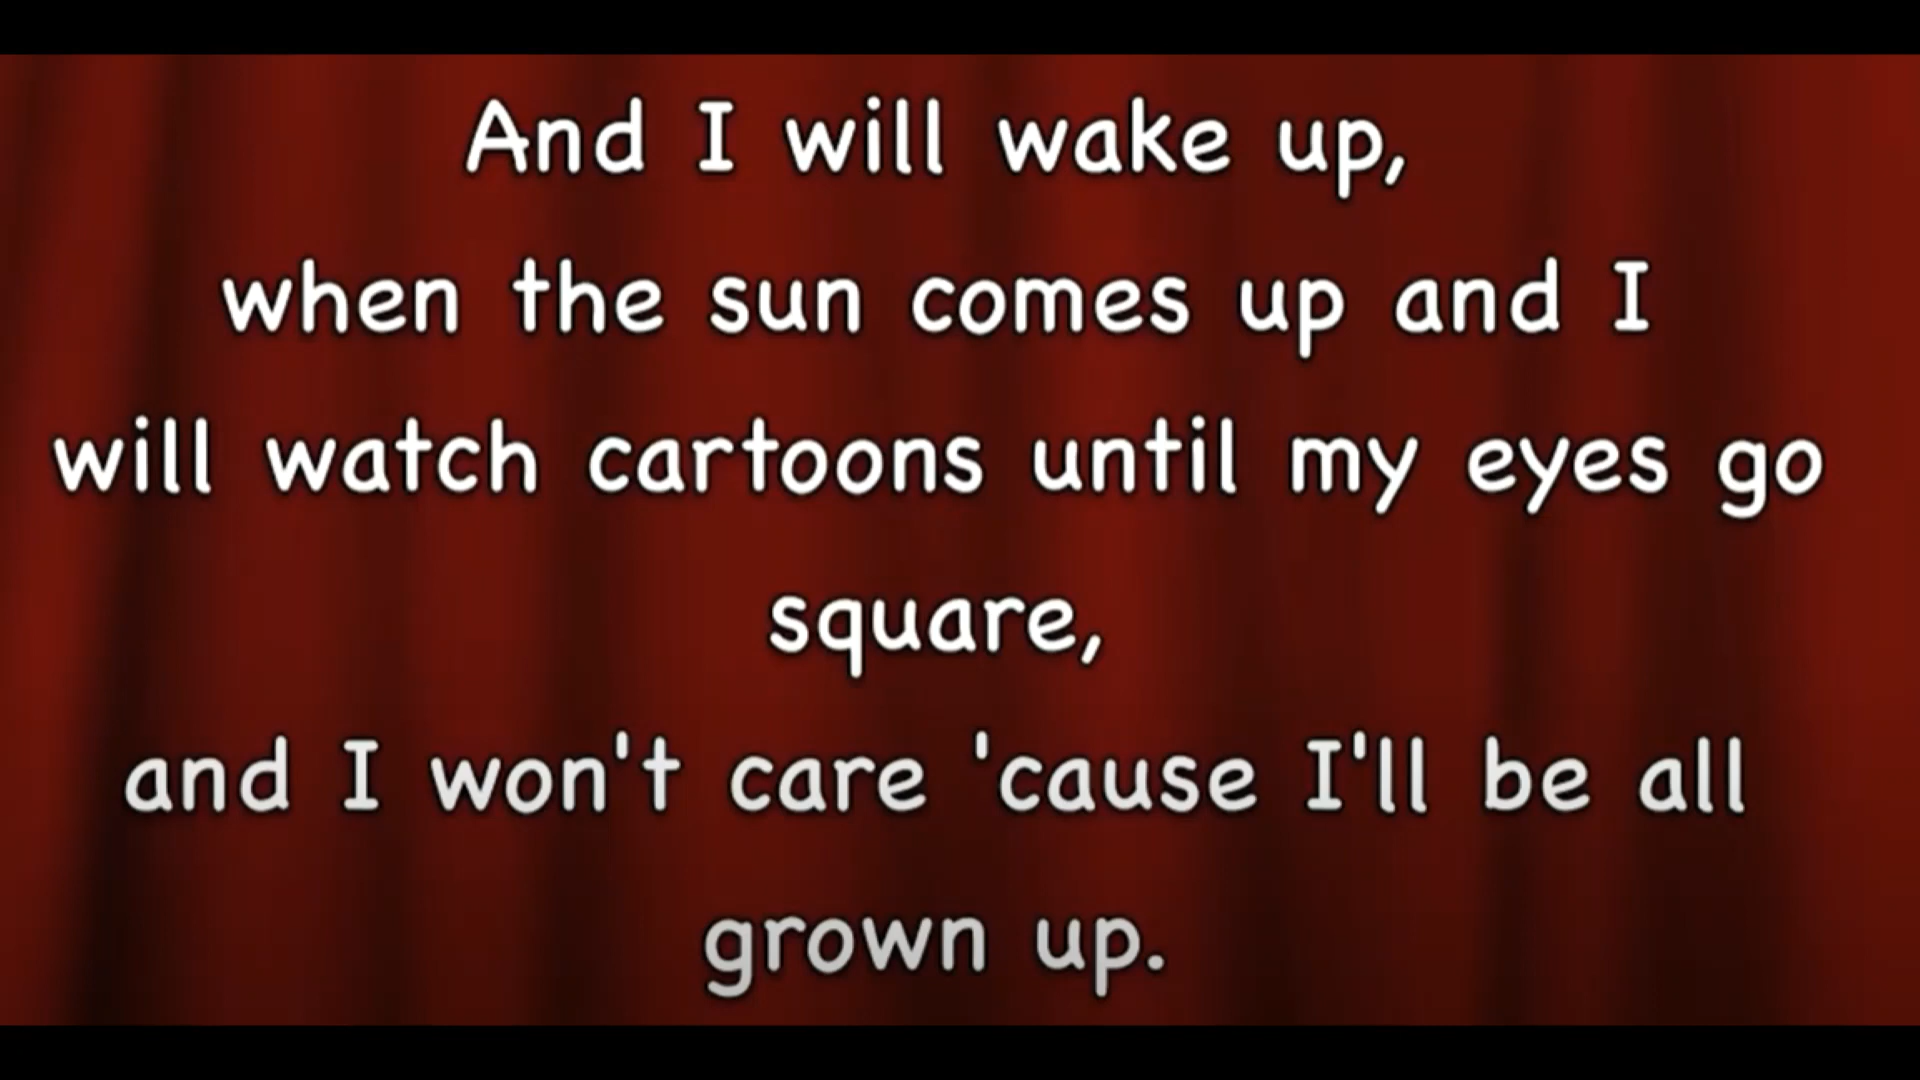 And I will wake up,
when the sun comes up and I
will watch cartoons until my eyes go
square,
and I won't care 'cause I'll be all
grown up.